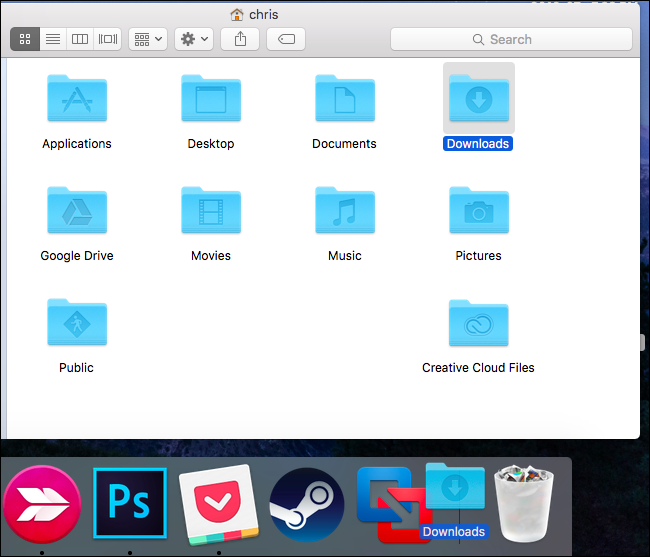 chris
Search
Applications
Desktop
Documents
Downloads
Google Drive
Movies
Music
Pictures
Public
Creative Cloud Files
Ps
Downloads